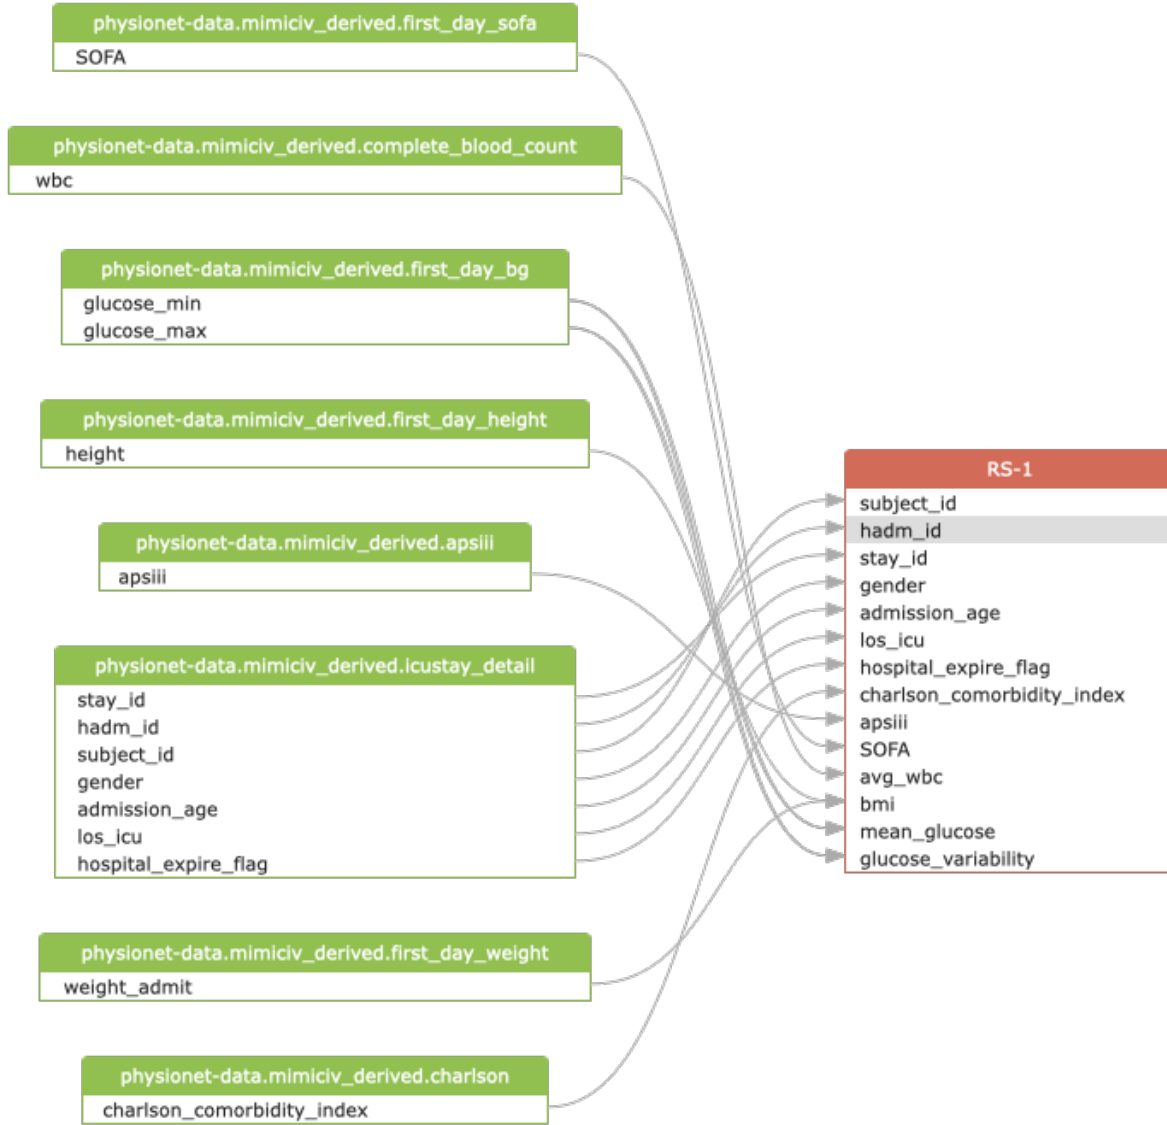 physionet-data.mimiciv_derived.first_day_sofa
SOFA
physionet-data.mimiciv_derived.complete_blood_count
wbc
physionet-data.mimiciv_derived.first_day_bg
glucose_min
glucose_max
physionet-data.mimiciv_derived.first_day_height
height
physionet-data.mimiciv_derived.apsiii
apsiii
physionet-data.mimiciv_derived.icustay_detail
stay_id
hadm_id
subject_id
gender
admission_age
los_icu
hospital_expire_flag
physionet-data.mimiciv_derived.first_day_weight
weight_admit
physionet-data.mimiciv_derived.charlson
charlson_comorbidity_index
RS-1
subject_id
hadm_id
stay_id
gender
admission_age
los_icu
hospital_expire_flag
charlson_comorbidity_index
apsiii
SOFA
avg_wbc
bmi
mean_glucose
glucose_variability